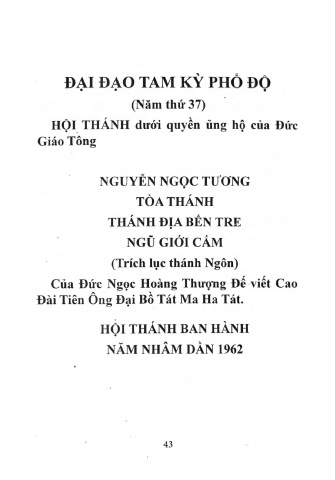 ĐẠI ĐẠO TAM KỲ PHỔ ĐỘ
(Năm thứ 37)
HỘI THÁNH dưới quyền ủng hộ của Đức
Giáo Tông
NGUYỄN NGỌC TƯƠNG
TÒA THÁNH
THÁNH ĐỊA BẾN TRE
NGŨ GIỚI CẤM
(Trích lục thánh Ngôn)
Của Đức Ngọc Hoàng Thượng Đế viết Cao
Đài Tiên Ông Đại Bồ Tát Ma Ha Tát.
HỘI THÁNH BAN HÀNH
NĂM NHÂM DẦN 1962
43